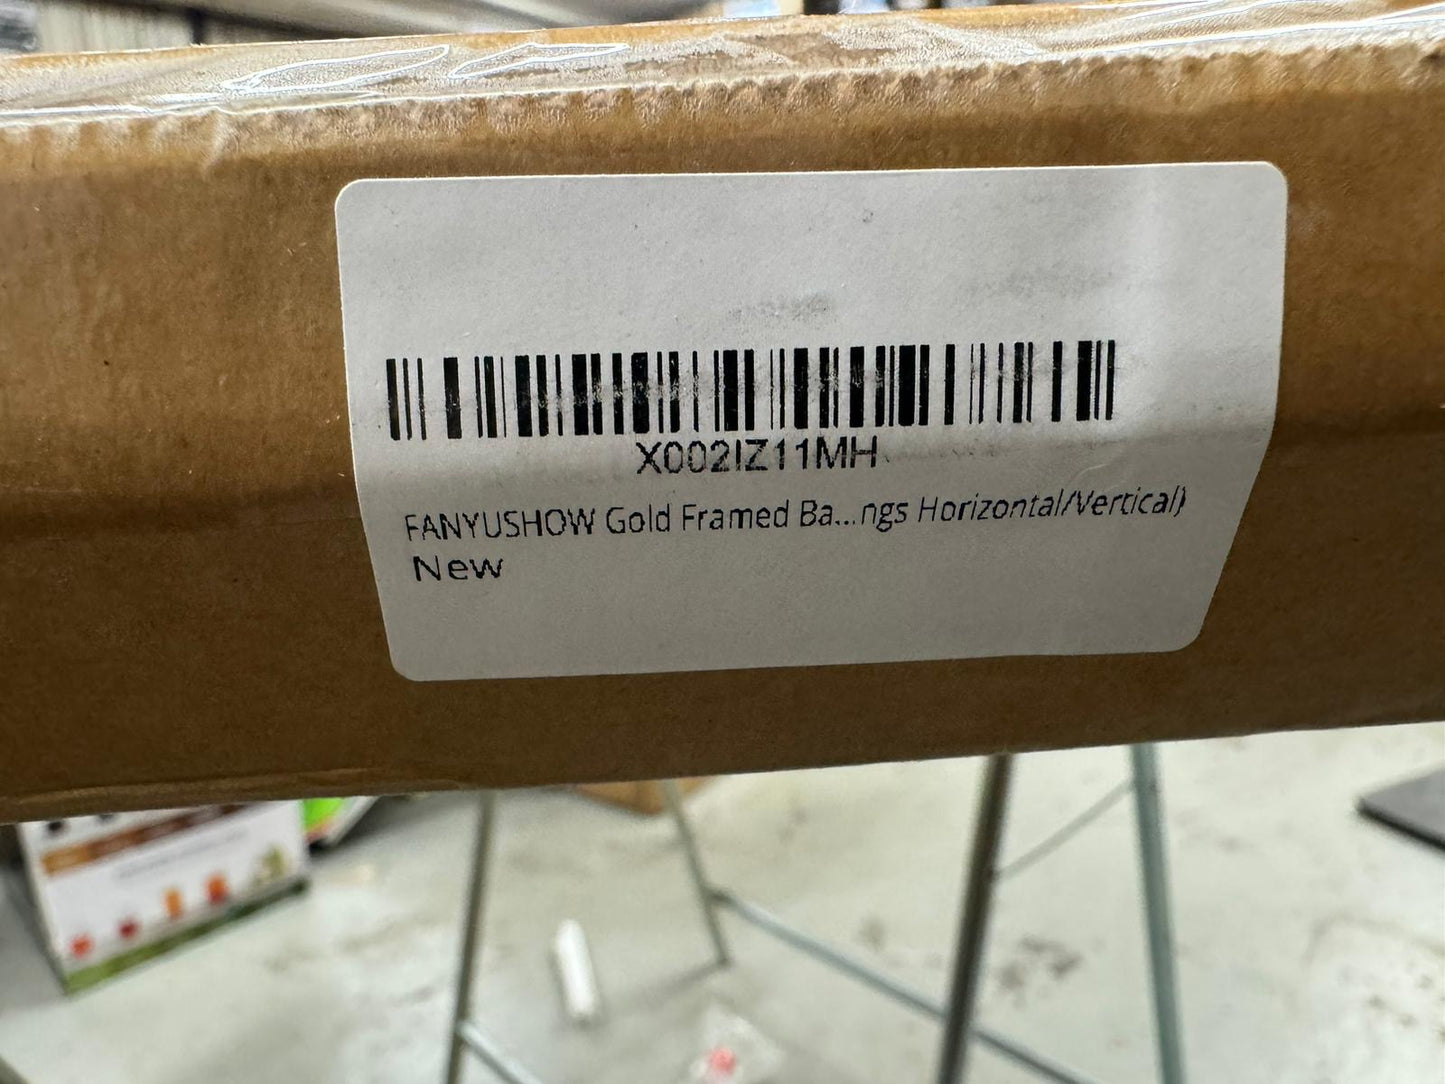 X002IZ11MH
FANYUSHOW Gold Framed Ba...ngs Horizontal/Vertical)
New